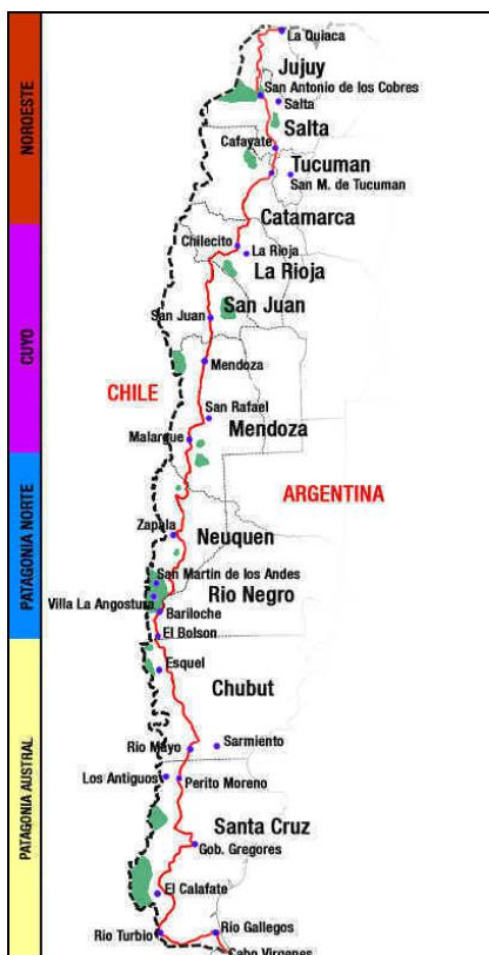 NOROESTE
CUYO
PATAGONIA NORTE
PATAGONIA AUSTRAL
La Quiaca
Jujuy
San Antonio de los Cobres
Salta
Salta
Cafayate
Tucuman
San M. de Tucuman
Catamarca
Chilecito
La Rioja
La Rioja
San Juan
San Juan
Mendoza
CHILE
San Rafael
Mendoza
Malargue
ARGENTINA
Zapala
Neuquen
San Martin de los Andes
Rio Negro
Villa La Angostura
Bariloche
El Bolson
Esquel
Chubut
Rio Mayo
Sarmiento
Los Antiguos
Perito Moreno
Santa Cruz
Gob. Gregores
El Calafate
Rio Turbio
Rio Gallegos
Cabo Virgenes